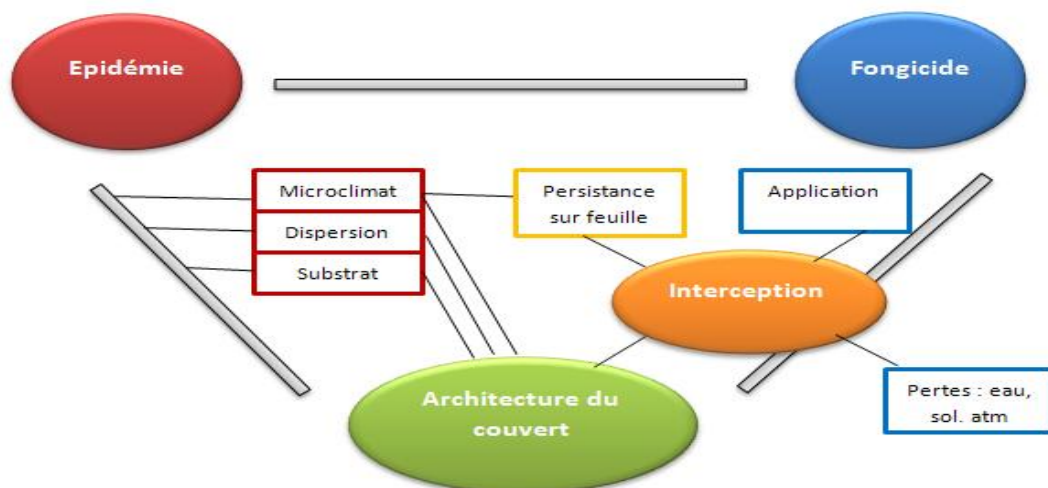 Epidémie
Fongicide
Microclimat
Persistance
sur feuille
Application
Dispersion
Substrat
Interception
Architecture du
couvert
Pertes : eau,
sol. atm